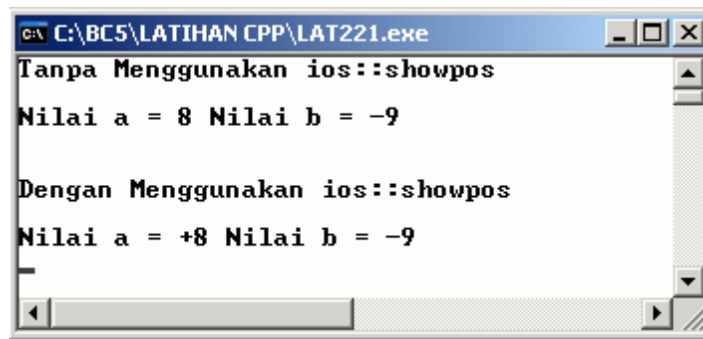 C:\BC5\LATIHAN CPP\LAT221.exe
Tanpa Menggunakan ios::showpos
Nilai a = 8 Nilai b = -9
Dengan Menggunakan ios::showpos
Nilai a = +8 Nilai b = -9